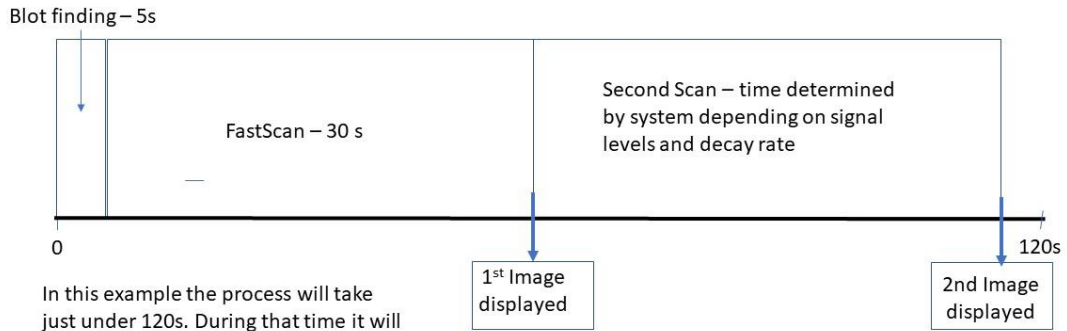 Blot finding – 5s
FastScan – 30 s
Second Scan – time determined
by system depending on signal
levels and decay rate
0
120s
1st Image
displayed
2nd Image
displayed
In this example the process will take
just under 120s. During that time it will